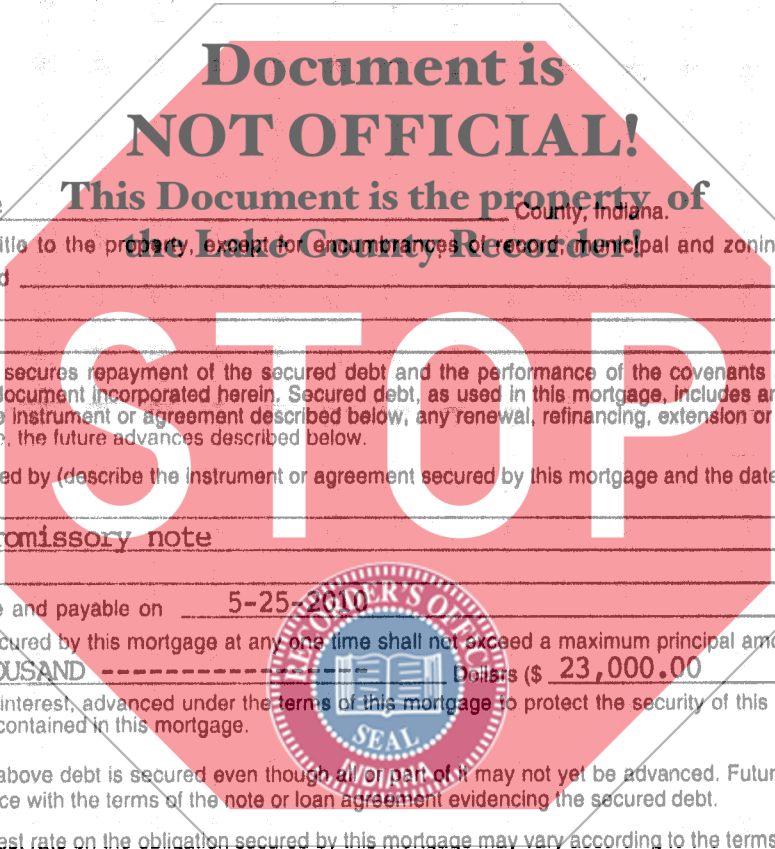 Document is
NOT OFFICIAL!
This Document is the property of
the Lake County Recorder!
County, Indiana.
itle to the property, except for encumbrances of record, municipal and zonin
d
STOP
secures repayment of the secured debt and the performance of the covenants
document incorporated herein. Secured debt, as used in this mortgage, includes an
e instrument or agreement described below, any renewal, refinancing, extension or
e, the future advances described below.
ed by (describe the instrument or agreement secured by this mortgage and the date
omissory note
e and payable on 5-25-2010
cured by this mortgage at any one time shall not exceed a maximum principal amo
OUSAND -------------------- Dollars ($ 23,000.00
interest, advanced under the terms of this mortgage to protect the security of this
contained in this mortgage.
RECORDER'S OFFICE
SEAL
INDIANA
above debt is secured even though all or part of it may not yet be advanced. Futur
ce with the terms of the note or loan agreement evidencing the secured debt.
est rate on the obligation secured by this mortgage may vary according to the terms